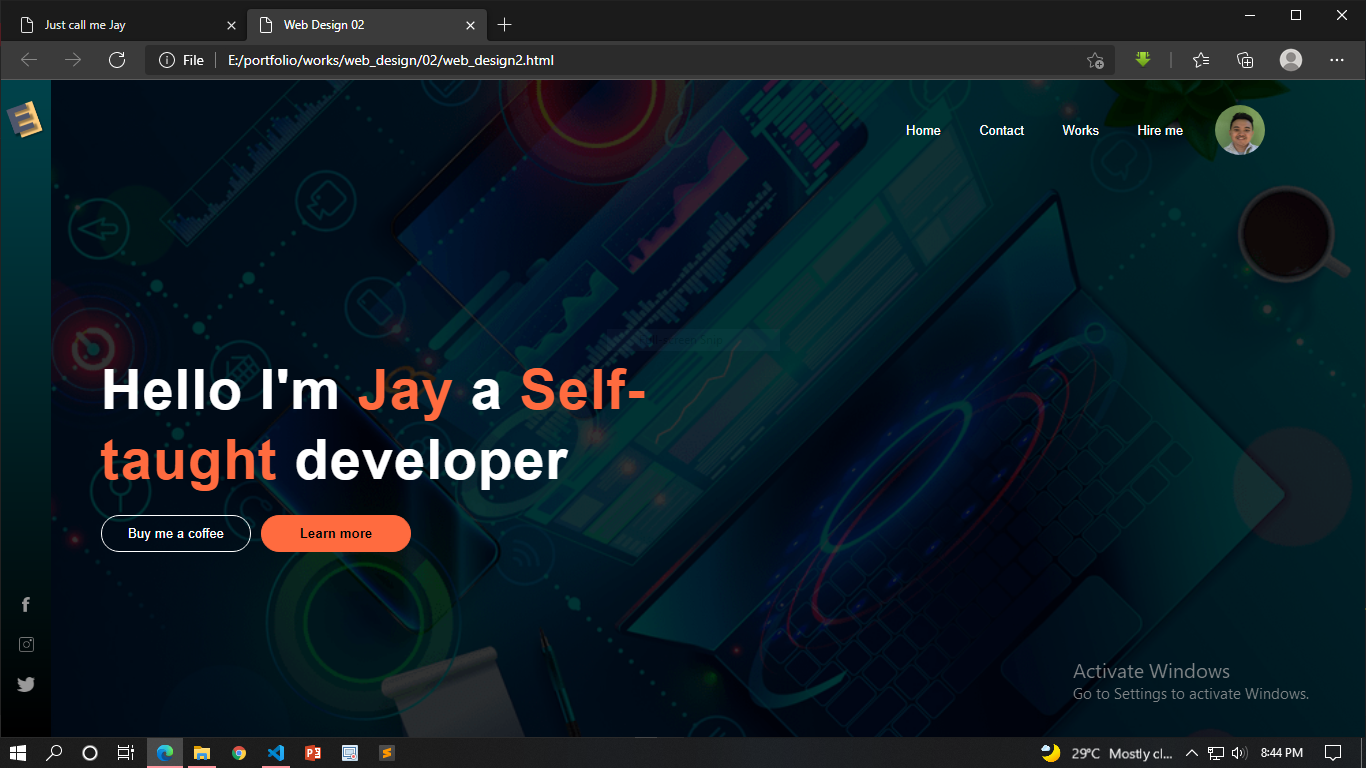 Just call me Jay
Web Design 02
File
E:/portfolio/works/web_design/02/web_design2.html
Home
Contact
Works
Hire me
Hello I'm Jay a Self-
taught developer
Buy me a coffee
Learn more
Activate Windows
Go to Settings to activate Windows.
29°C Mostly cl...
8:44 PM